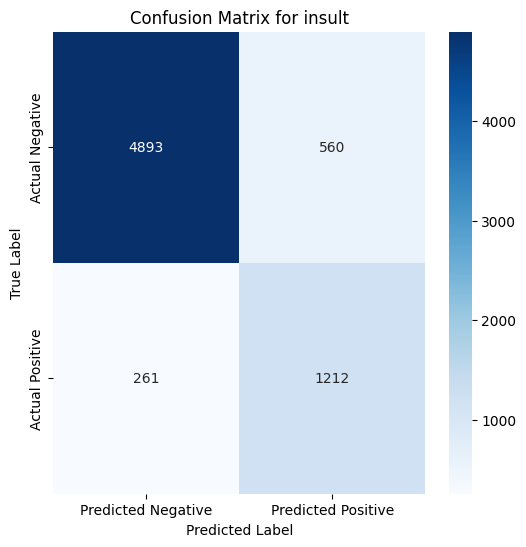 Confusion Matrix for insult
True Label
Actual Negative
Actual Positive
4893 560
261 1212
Predicted Negative Predicted Positive
Predicted Label
4000
3000
2000
1000